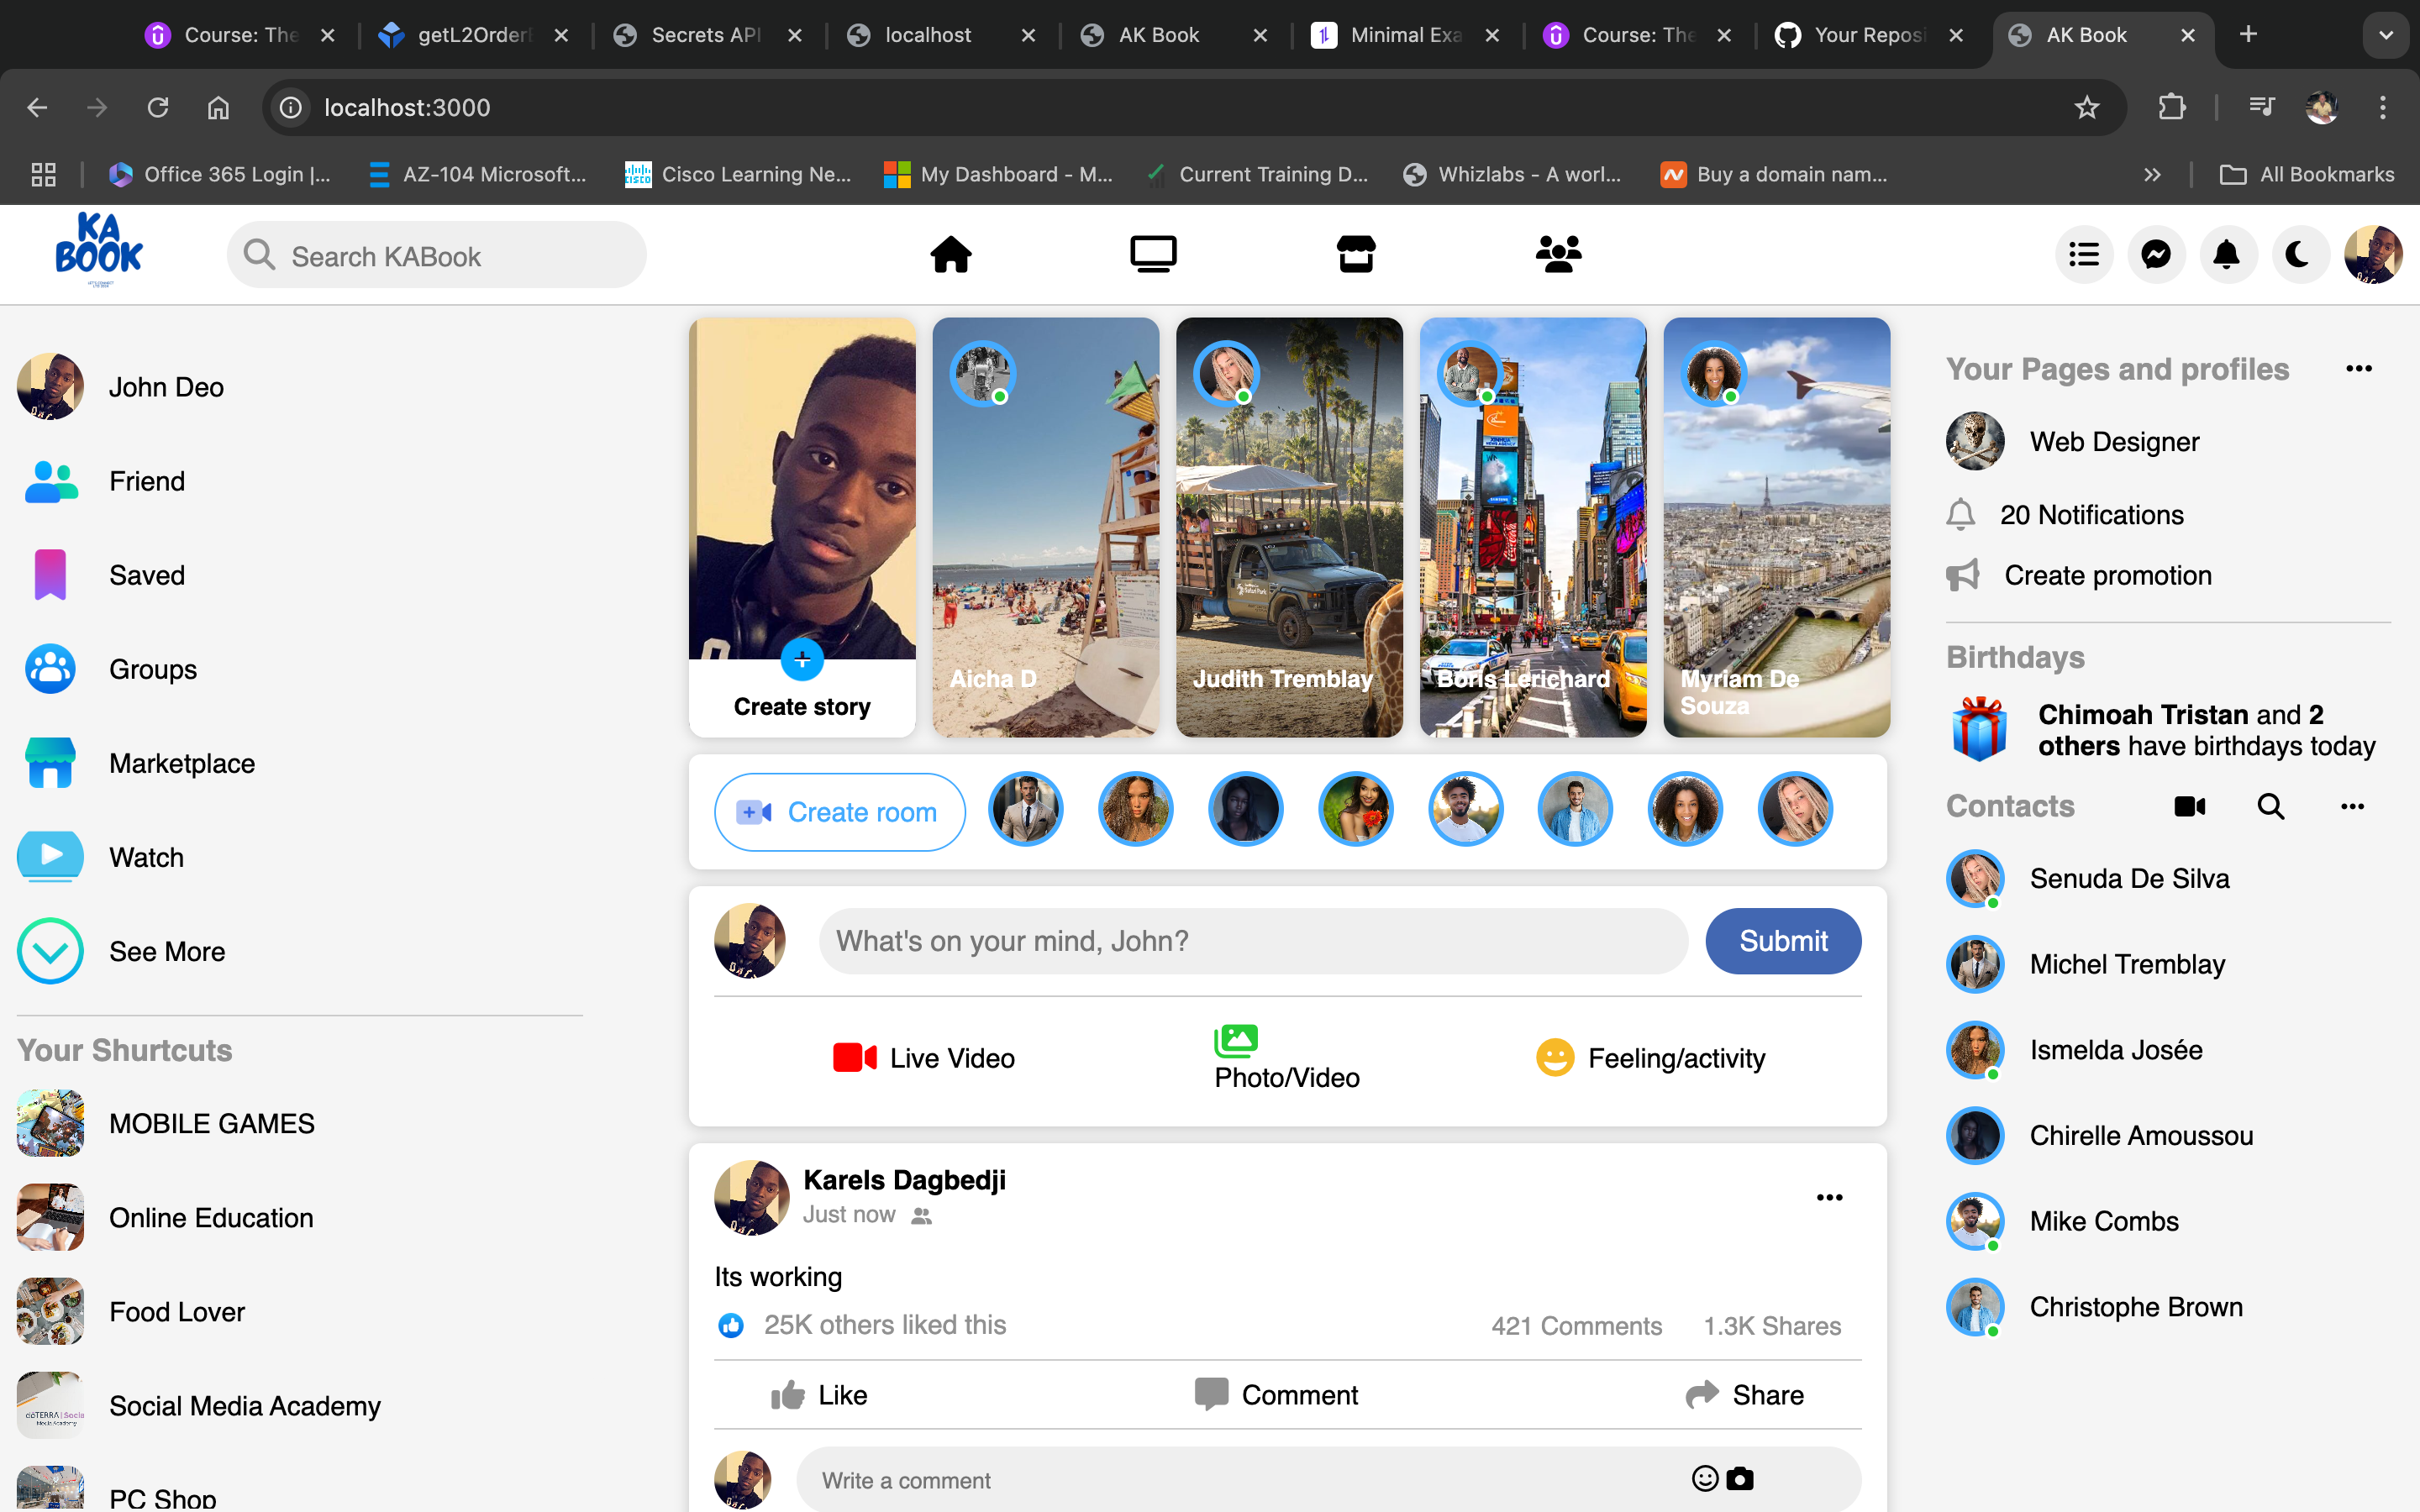 Course: The
getL2Order
Secrets API
localhost
AK Book
Minimal Exa
Course: The
Your Reposi
AK Book
localhost:3000
Office 365 Login |...
AZ-104 Microsoft...
Cisco Learning Ne...
My Dashboard - M...
Current Training D...
Whizlabs - A worl...
Buy a domain nam...
All Bookmarks
KA
BOOK
Search KABook
John Deo
Friend
Saved
Groups
Marketplace
Watch
See More
Your Shurtcuts
MOBILE GAMES
Online Education
Food Lover
Social Media Academy
PC Shop
Create story
Aicha D
Judith Tremblay
Boris Lerichard
Myriam De
Souza
Create room
What's on your mind, John?
Submit
Live Video
Photo/Video
Feeling/activity
Karels Dagbedji
Just now
Its working
25K others liked this
421 Comments
1.3K Shares
Like
Comment
Share
Write a comment
Your Pages and profiles
Web Designer
20 Notifications
Create promotion
Birthdays
Chimoah Tristan and 2
others have birthdays today
Contacts
Senuda De Silva
Michel Tremblay
Ismelda Josée
Chirelle Amoussou
Mike Combs
Christophe Brown